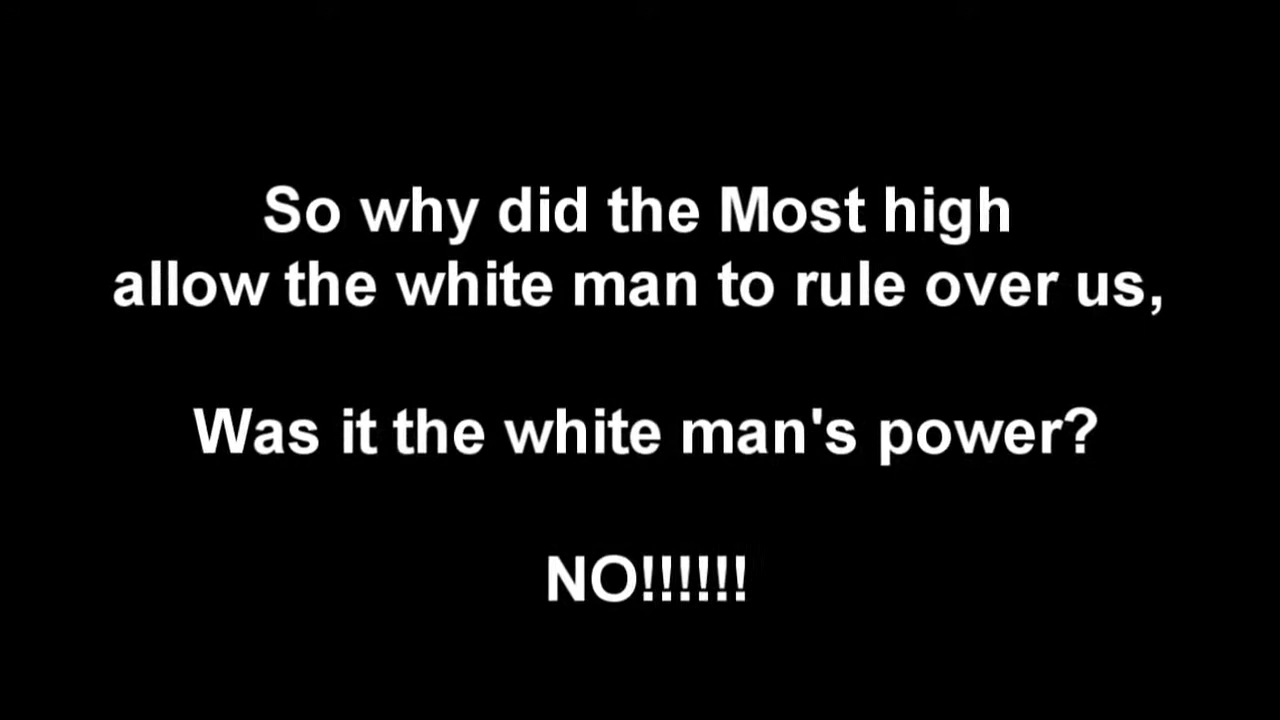 So why did the Most high
allow the white man to rule over us,
Was it the white man's power?
NO!!!!!!